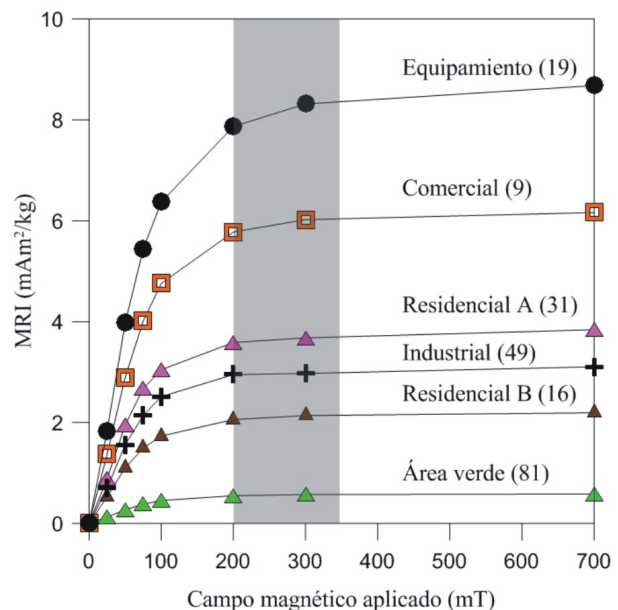 10
8
6
4
2
0
MRI (mAm²/kg)
Equipamiento (19)
Comercial (9)
Residencial A (31)
Industrial (49)
Residencial B (16)
Área verde (81)
0 100 200 300 400 500 600 700
Campo magnético aplicado (mT)